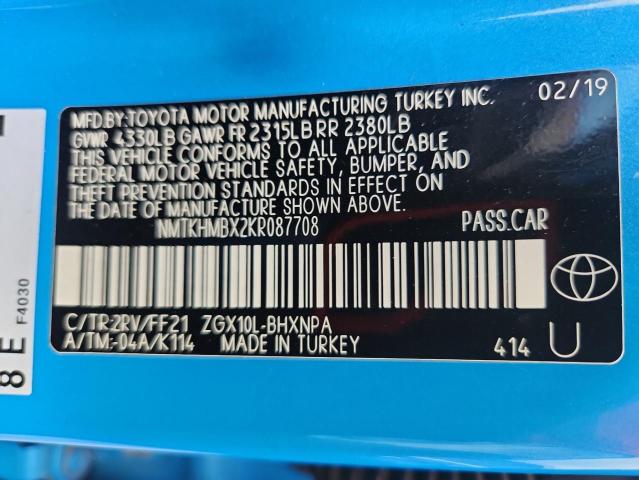 MFD.BY:TOYOTA MOTOR MANUFACTURING TURKEY INC. 02/19
GVWR 4330LB GAWR FR 2315LB RR 2380LB
THIS VEHICLE CONFORMS TO ALL APPLICABLE
FEDERAL MOTOR VEHICLE SAFETY, BUMPER, AND
THEFT PREVENTION STANDARDS IN EFFECT ON
THE DATE OF MANUFACTURE SHOWN ABOVE.
NMTKHMBX2KR087708 PASS.CAR
C/TR:2RV/FF21 ZGX10L-BHXNPA
A/TM:-04A/K114 MADE IN TURKEY 414 U
8E
F4030